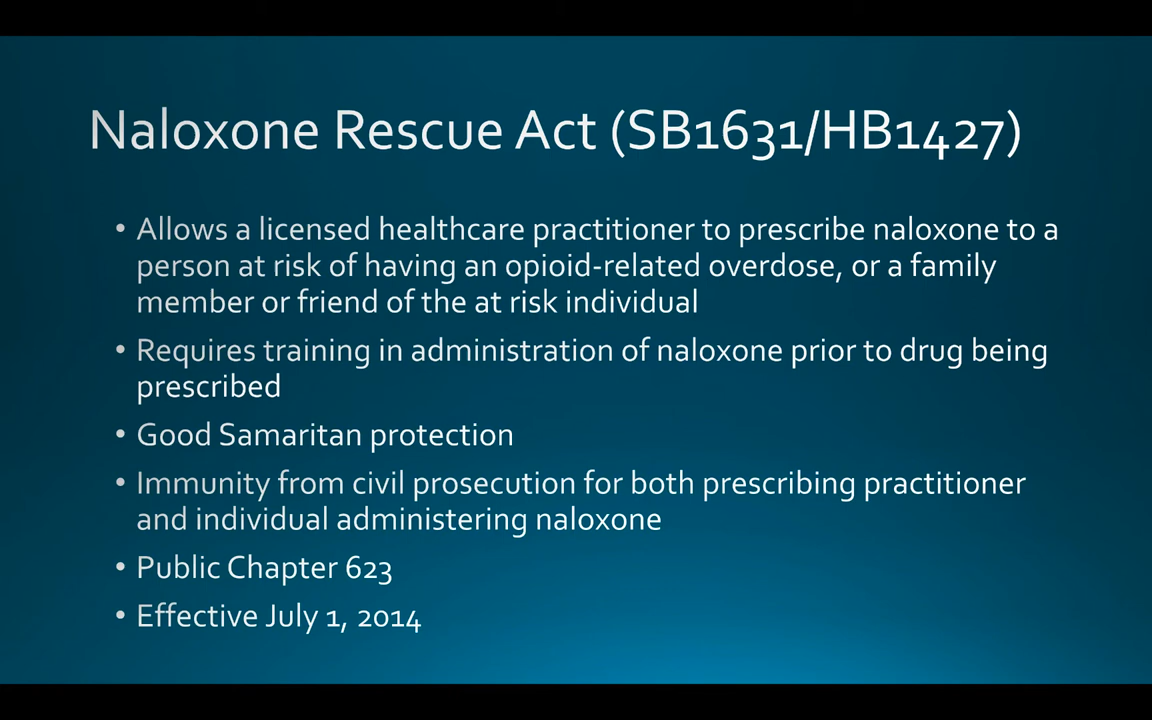 Naloxone Rescue Act (SB1631/HB1427)
• Allows a licensed healthcare practitioner to prescribe naloxone to a
person at risk of having an opioid-related overdose, or a family
member or friend of the at risk individual
• Requires training in administration of naloxone prior to drug being
prescribed
• Good Samaritan protection
• Immunity from civil prosecution for both prescribing practitioner
and individual administering naloxone
• Public Chapter 623
• Effective July 1, 2014